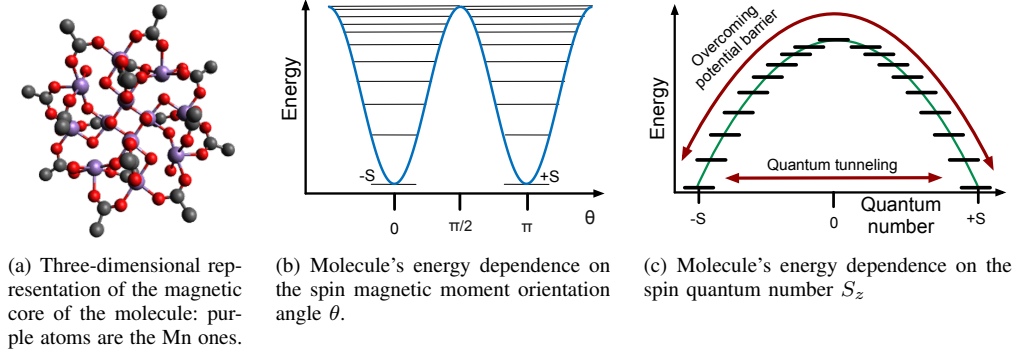 Energy
-S
+S
0
π/2
π
θ
Energy
Overcoming
potential barrier
Quantum tunneling
-S
0
Quantum
number
+S
(a) Three-dimensional rep-
resentation of the magnetic
core of the molecule: pur-
ple atoms are the Mn ones.
(b) Molecule's energy dependence on
the spin magnetic moment orientation
angle θ.
(c) Molecule's energy dependence on the
spin quantum number S_z